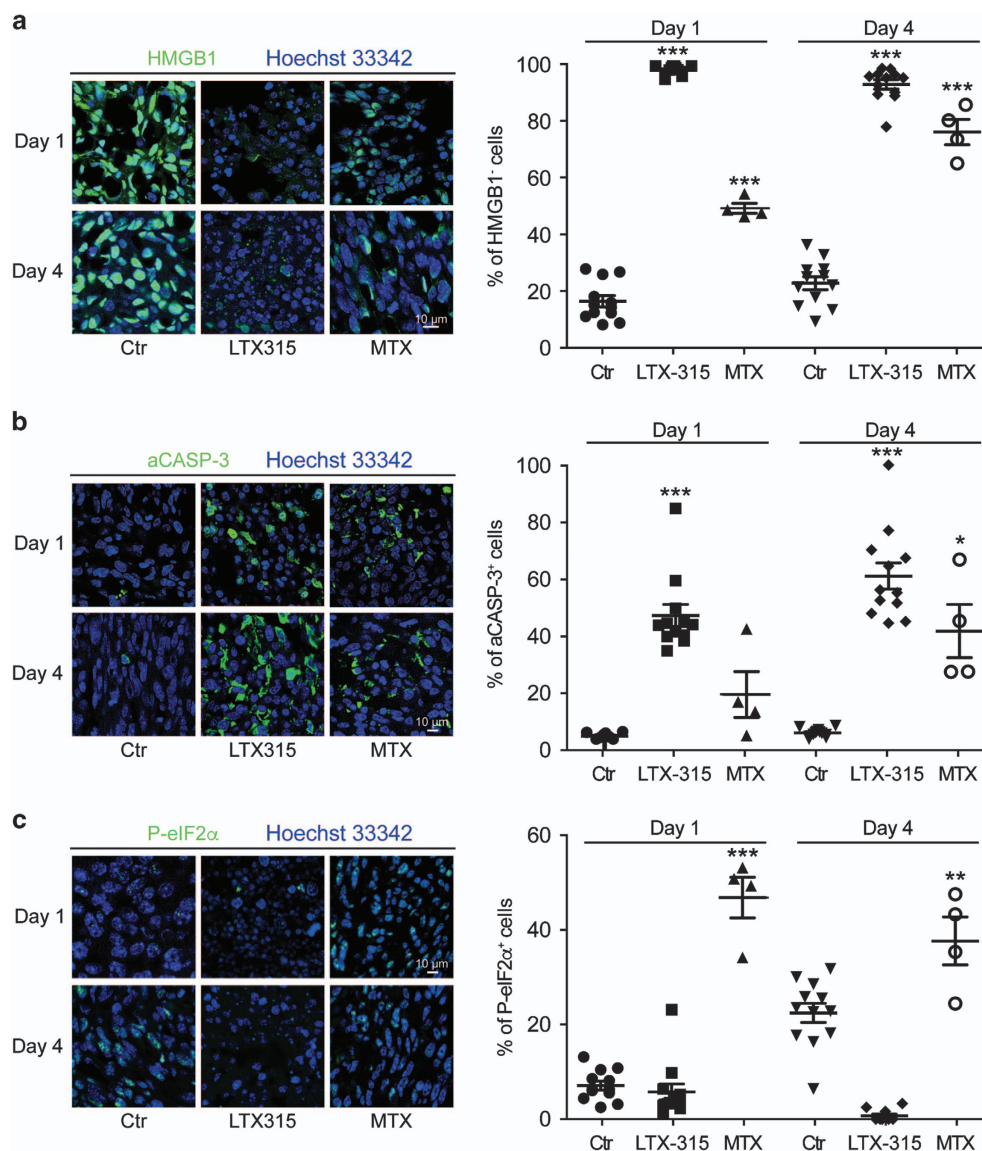 a
HMGB1 Hoechst 33342
Day 1
Day 4
10 µm
Ctr LTX315 MTX
Day 1 Day 4
*** *** *** ***
% of HMGB1⁻ cells
100
80
60
40
20
0
Ctr LTX-315 MTX Ctr LTX-315 MTX
b
aCASP-3 Hoechst 33342
Day 1
Day 4
10 µm
Ctr LTX315 MTX
Day 1 Day 4
*** *** *
% of aCASP-3⁺ cells
100
80
60
40
20
0
Ctr LTX-315 MTX Ctr LTX-315 MTX
c
P-eIF2α Hoechst 33342
Day 1
10 µm
Day 4
Ctr LTX315 MTX
Day 1 Day 4
*** **
% of P-eIF2α⁺ cells
60
40
20
0
Ctr LTX-315 MTX Ctr LTX-315 MTX